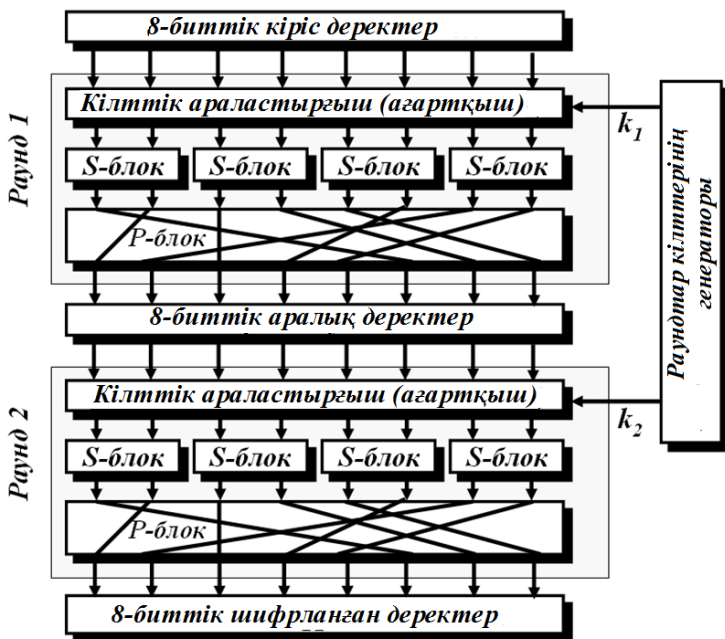 8-биттік кіріс деректер
Раунд 1
Кілттік араластырғыш (ағартқыш)
k1
S-блок S-блок S-блок S-блок
P-блок
8-биттік аралық деректер
Раундтар кілттерінің
генераторы
Раунд 2
Кілттік араластырғыш (ағартқыш)
k2
S-блок S-блок S-блок S-блок
P-блок
8-биттік шифрланған деректер